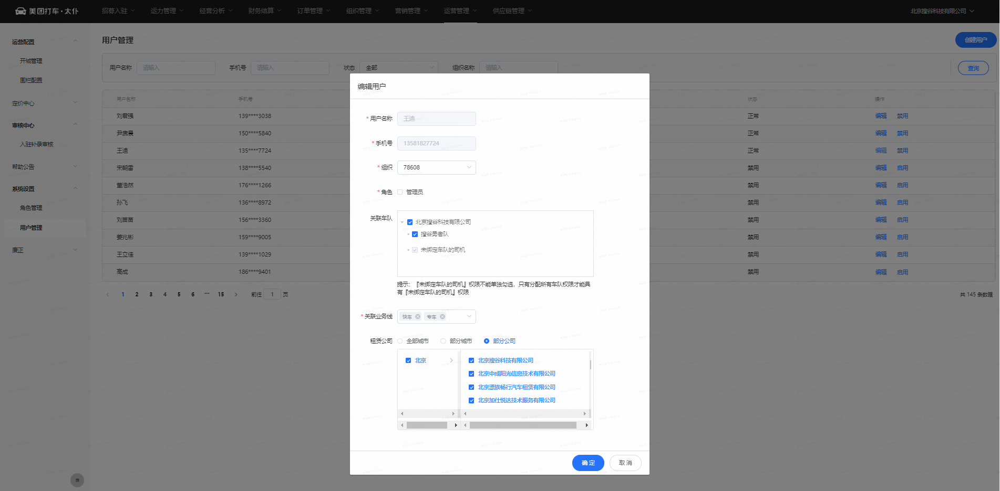 美团打车·太仆 招募入驻 运力管理 经营分析 财务结算 订单管理 组织管理 营销管理 运营管理 供应链管理 北京搜谷科技有限公司
运营配置
开城管理
围栏配置
定价中心
审核中心
入驻补录审核
帮助公告
系统设置
角色管理
用户管理
廉正
用户管理 创建用户
用户名称 请输入 手机号 请输入 状态 全部 组织名称 请输入 查询
用户名称 手机号 状态 操作
刘君强 139****3038 正常 编辑 禁用
尹唐晨 150****5840 正常 编辑 禁用
王迪 135****7724 正常 编辑 禁用
宋朝雷 138****5540 禁用 编辑 启用
董浩然 176****1266 禁用 编辑 启用
孙飞 136****8972 禁用 编辑 启用
刘苗苗 156****3360 禁用 编辑 启用
姜兆彬 159****9005 禁用 编辑 启用
王立佳 139****1029 禁用 编辑 启用
高成 186****9401 禁用 编辑 启用
1 2 3 4 5 6 ··· 15 前往 1 页 共 145 条数据
编辑用户
* 用户名称 王迪
* 手机号 13581827724
* 组织 78608
* 角色 管理员
关联车队 北京搜谷科技有限公司
搜谷勇者队
未绑定车队的司机
提示：『未绑定车队的司机』权限不能单独勾选，只有分配所有车队权限才能具
有『未绑定车队的司机』权限
* 关联业务线 快车 专车
租赁公司 全部城市 部分城市 部分公司
北京 北京搜谷科技有限公司
北京中成阳光信息技术有限公司
北京漂族畅行汽车租赁有限公司
北京加仕悦达技术服务有限公司
确定 取消